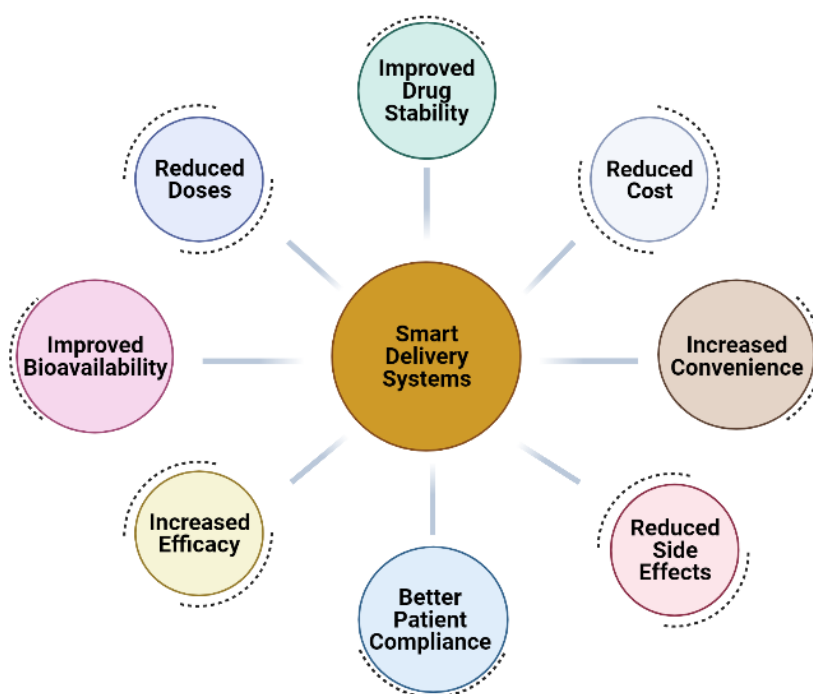 Improved
Drug
Stability
Reduced
Doses
Reduced
Cost
Improved
Bioavailability
Smart
Delivery
Systems
Increased
Convenience
Increased
Efficacy
Better
Patient
Compliance
Reduced
Side
Effects